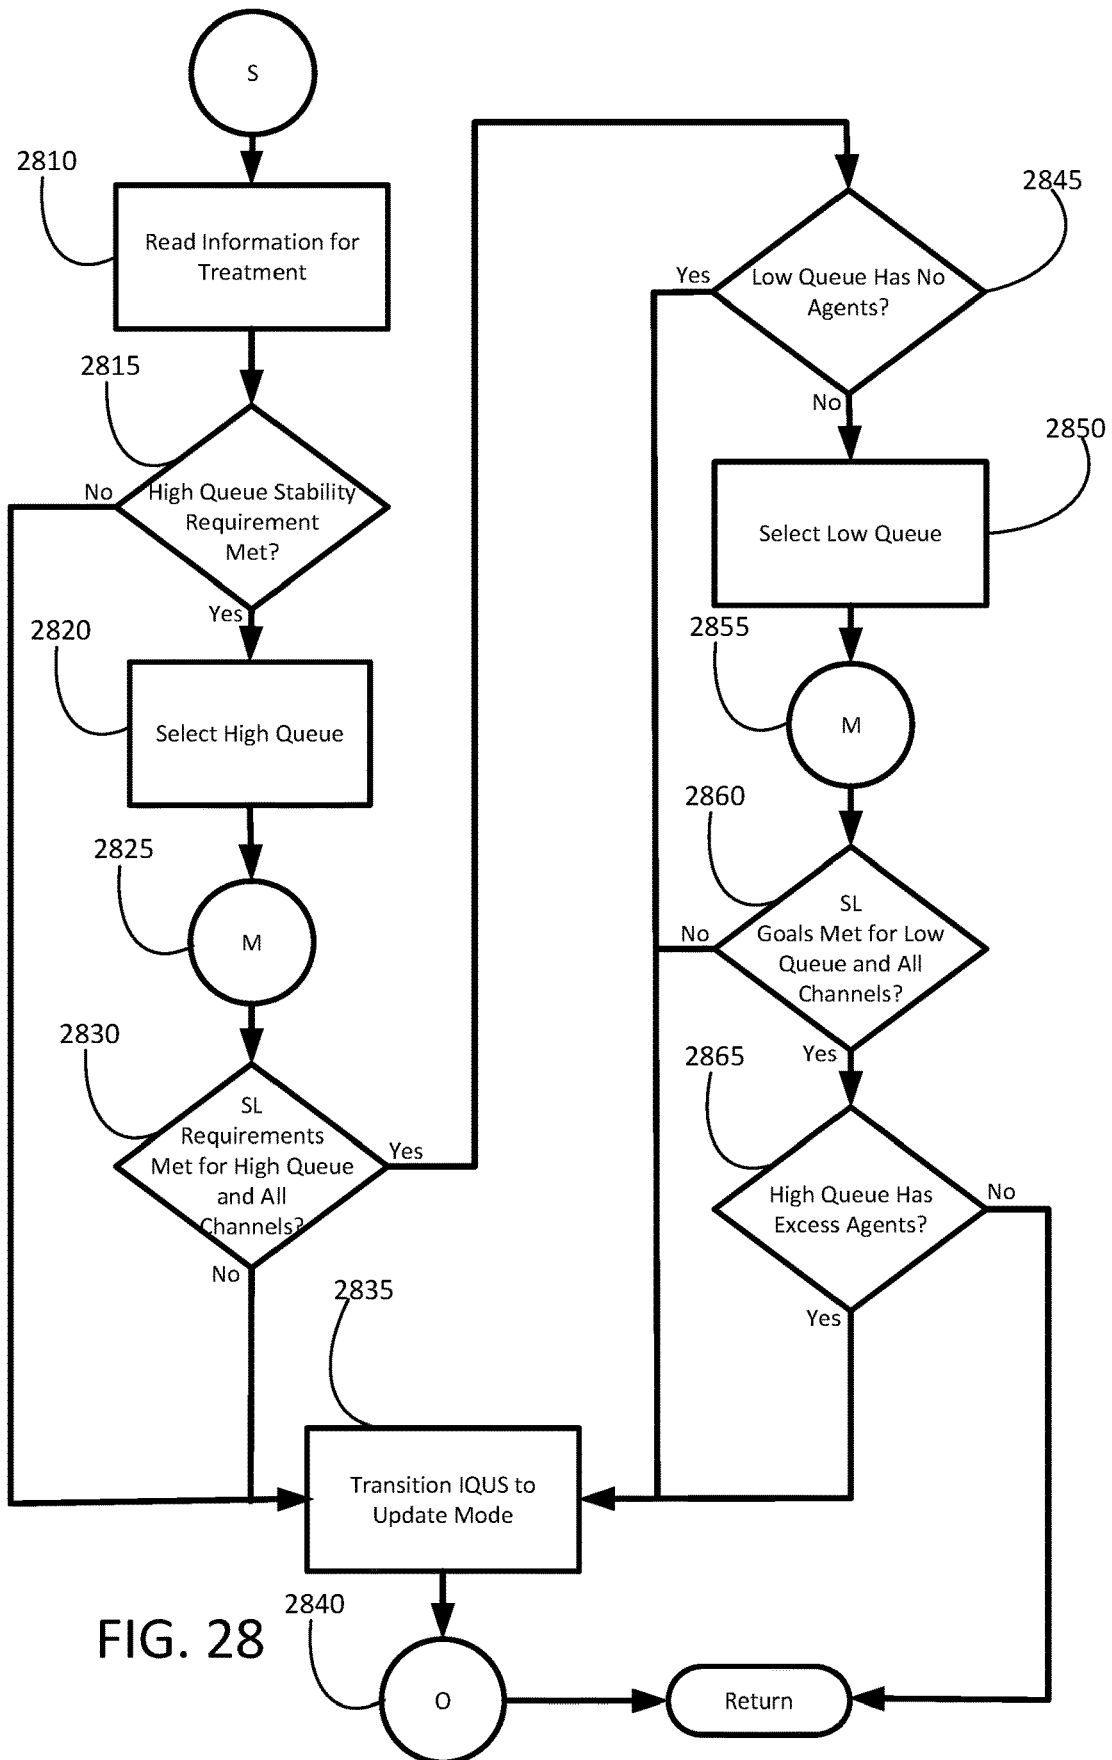 S
2810
Read Information for
Treatment
2815
No
High Queue Stability
Requirement
Met?
Yes
2820
Select High Queue
2825
M
2830
SL
Requirements
Met for High Queue
and All
Channels?
Yes
No
2835
Transition IQUS to
Update Mode
2840
O
Return
2845
Yes
Low Queue Has No
Agents?
No
2850
Select Low Queue
2855
M
2860
No
SL
Goals Met for Low
Queue and All
Channels?
Yes
2865
High Queue Has
Excess Agents?
No
Yes
FIG. 28